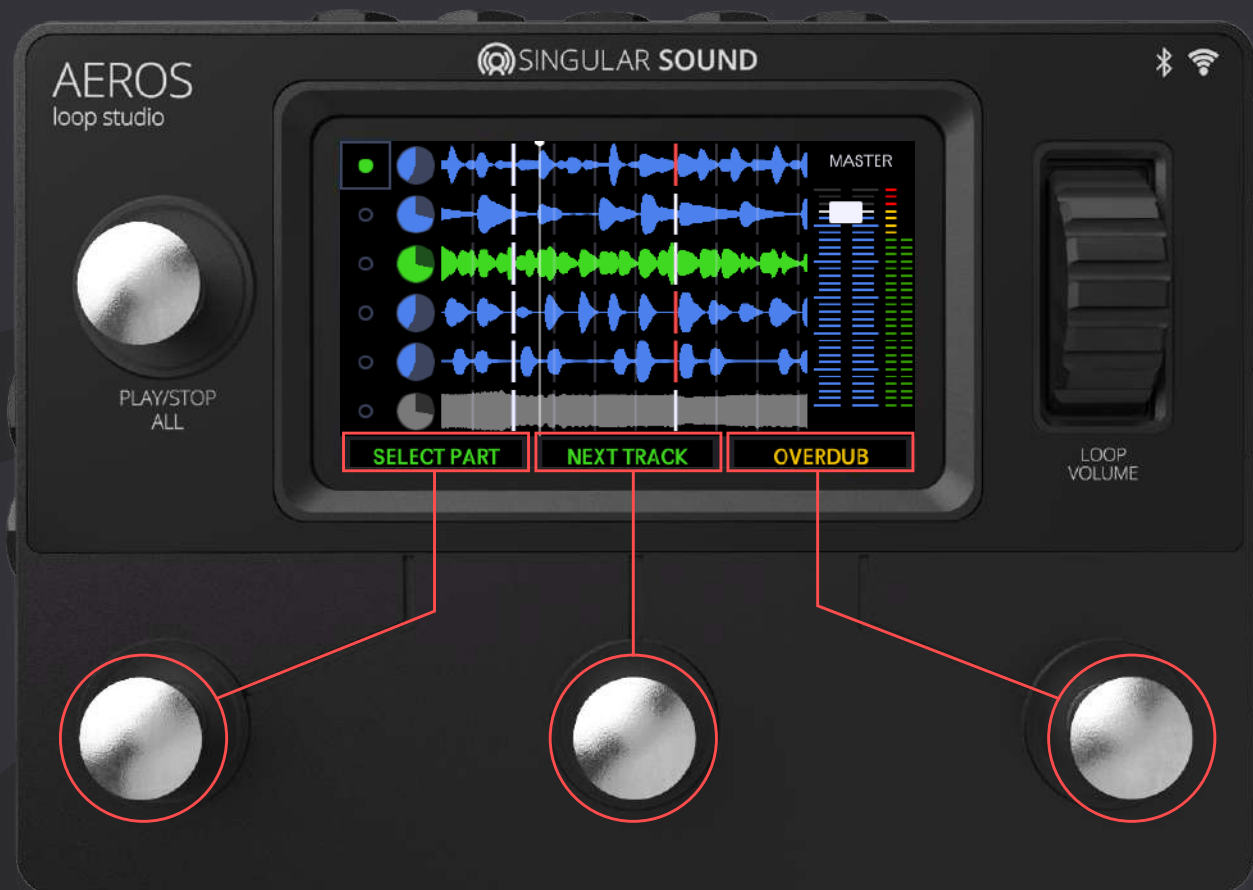 SINGULAR SOUND
AEROS
loop studio
MASTER
PLAY/STOP
ALL
SELECT PART
NEXT TRACK
OVERDUB
LOOP
VOLUME